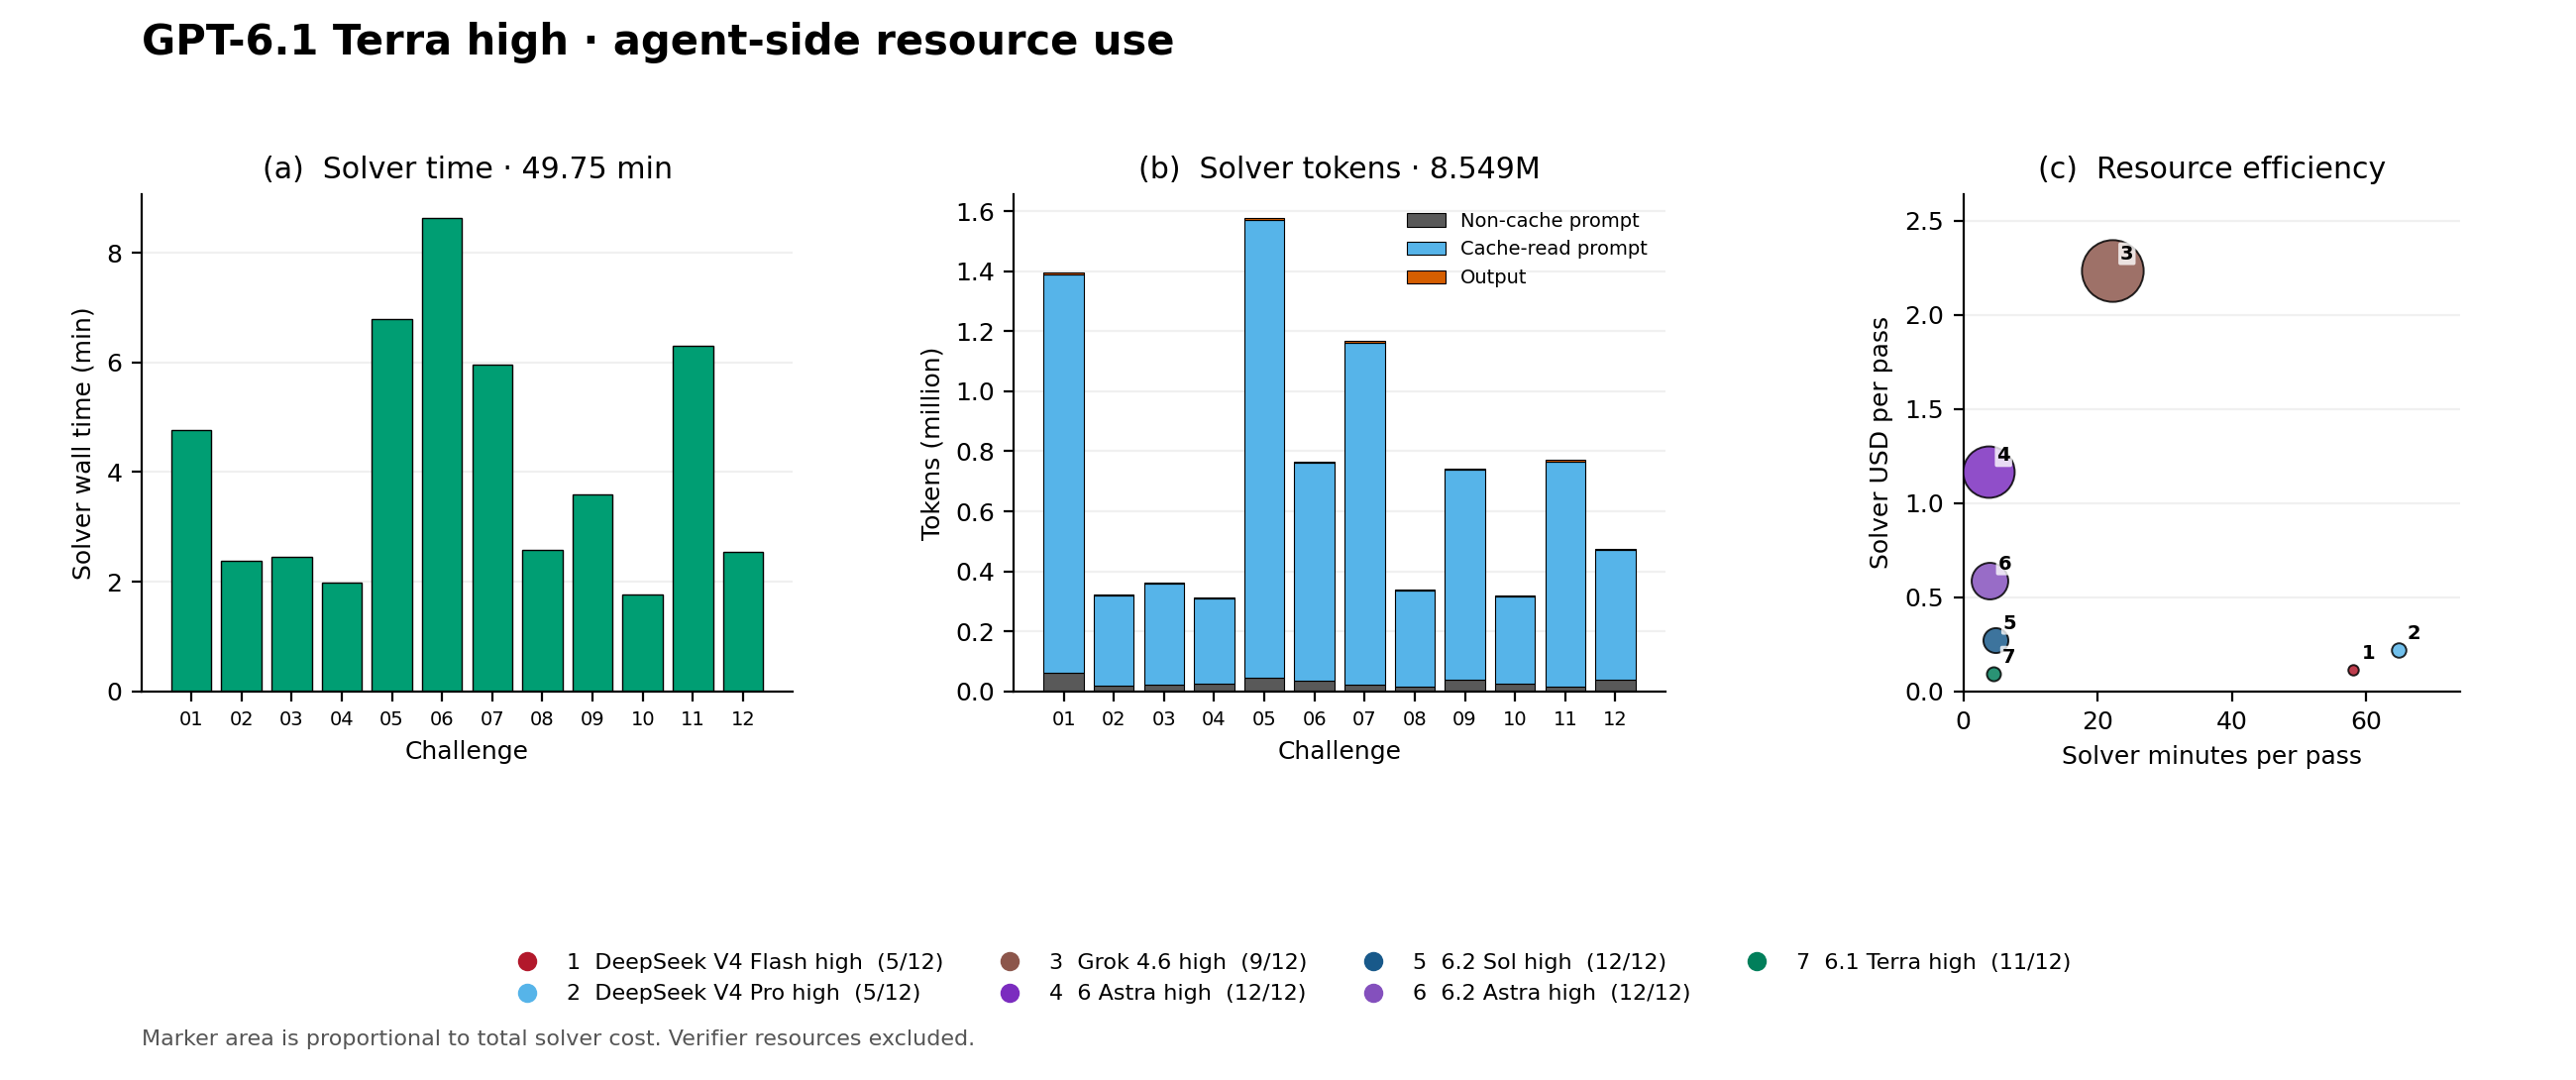 GPT-6.1 Terra high · agent-side resource use
(a) Solver time · 49.75 min
Solver wall time (min)
8
6
4
2
0
01 02 03 04 05 06 07 08 09 10 11 12
Challenge
(b) Solver tokens · 8.549M
Tokens (million)
1.6
1.4
1.2
1.0
0.8
0.6
0.4
0.2
0.0
Non-cache prompt
Cache-read prompt
Output
01 02 03 04 05 06 07 08 09 10 11 12
Challenge
(c) Resource efficiency
Solver USD per pass
2.5
2.0
1.5
1.0
0.5
0.0
3
4
6
5
7
1
2
0 20 40 60
Solver minutes per pass
1 DeepSeek V4 Flash high (5/12) 3 Grok 4.6 high (9/12) 5 6.2 Sol high (12/12) 7 6.1 Terra high (11/12)
2 DeepSeek V4 Pro high (5/12) 4 6 Astra high (12/12) 6 6.2 Astra high (12/12)
Marker area is proportional to total solver cost. Verifier resources excluded.